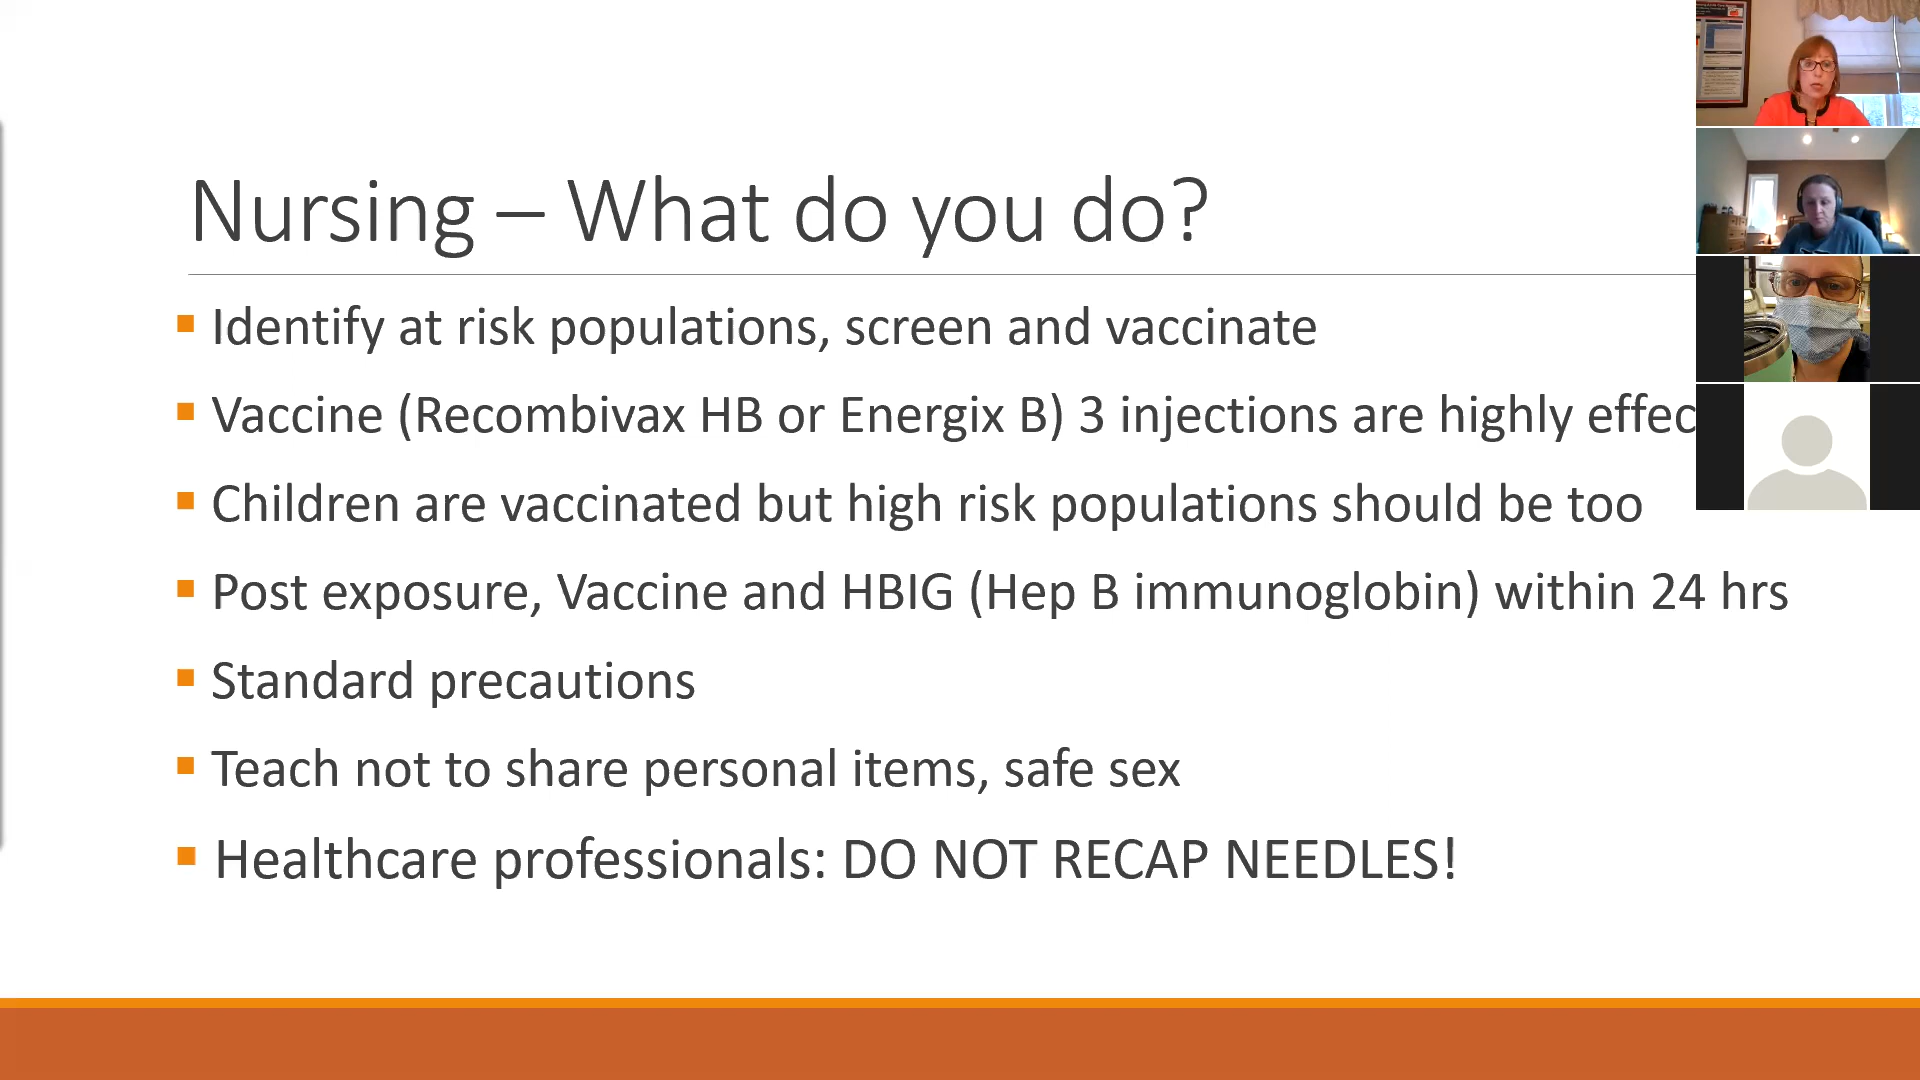 Nursing – What do you do?
Identify at risk populations, screen and vaccinate
Vaccine (Recombivax HB or Energix B) 3 injections are highly effec
Children are vaccinated but high risk populations should be too
Post exposure, Vaccine and HBIG (Hep B immunoglobin) within 24 hrs
Standard precautions
Teach not to share personal items, safe sex
Healthcare professionals: DO NOT RECAP NEEDLES!